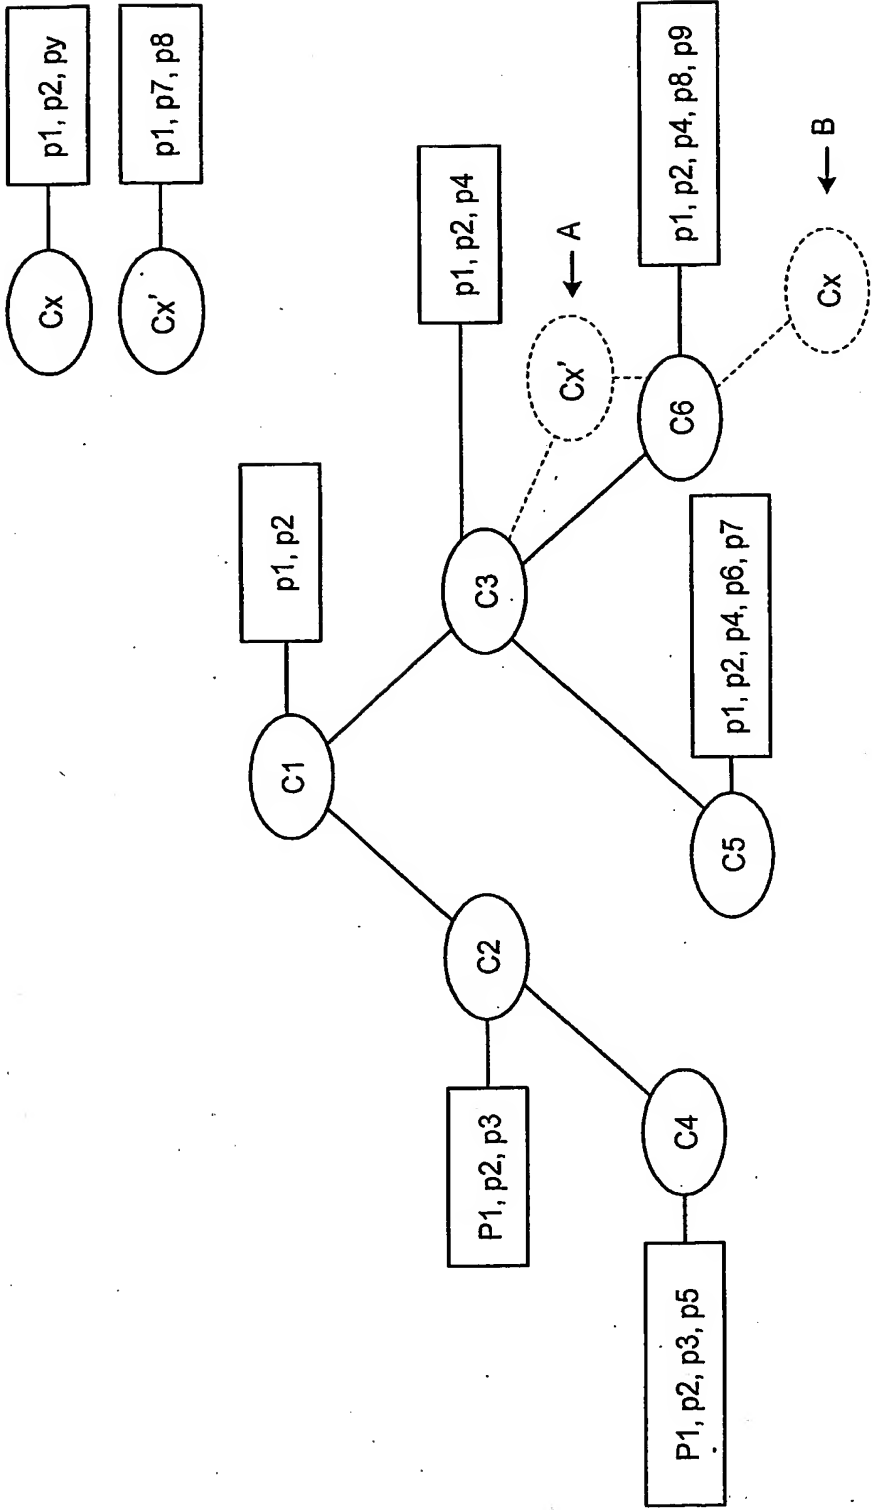 Cx
p1, p2, py
Cx'
p1, p7, p8
C1
p1, p2
P1, p2, p3
C2
C3
p1, p2, p4
Cx'
A
P1, p2, p3, p5
C4
C6
p1, p2, p4, p8, p9
C5
p1, p2, p4, p6, p7
Cx
B